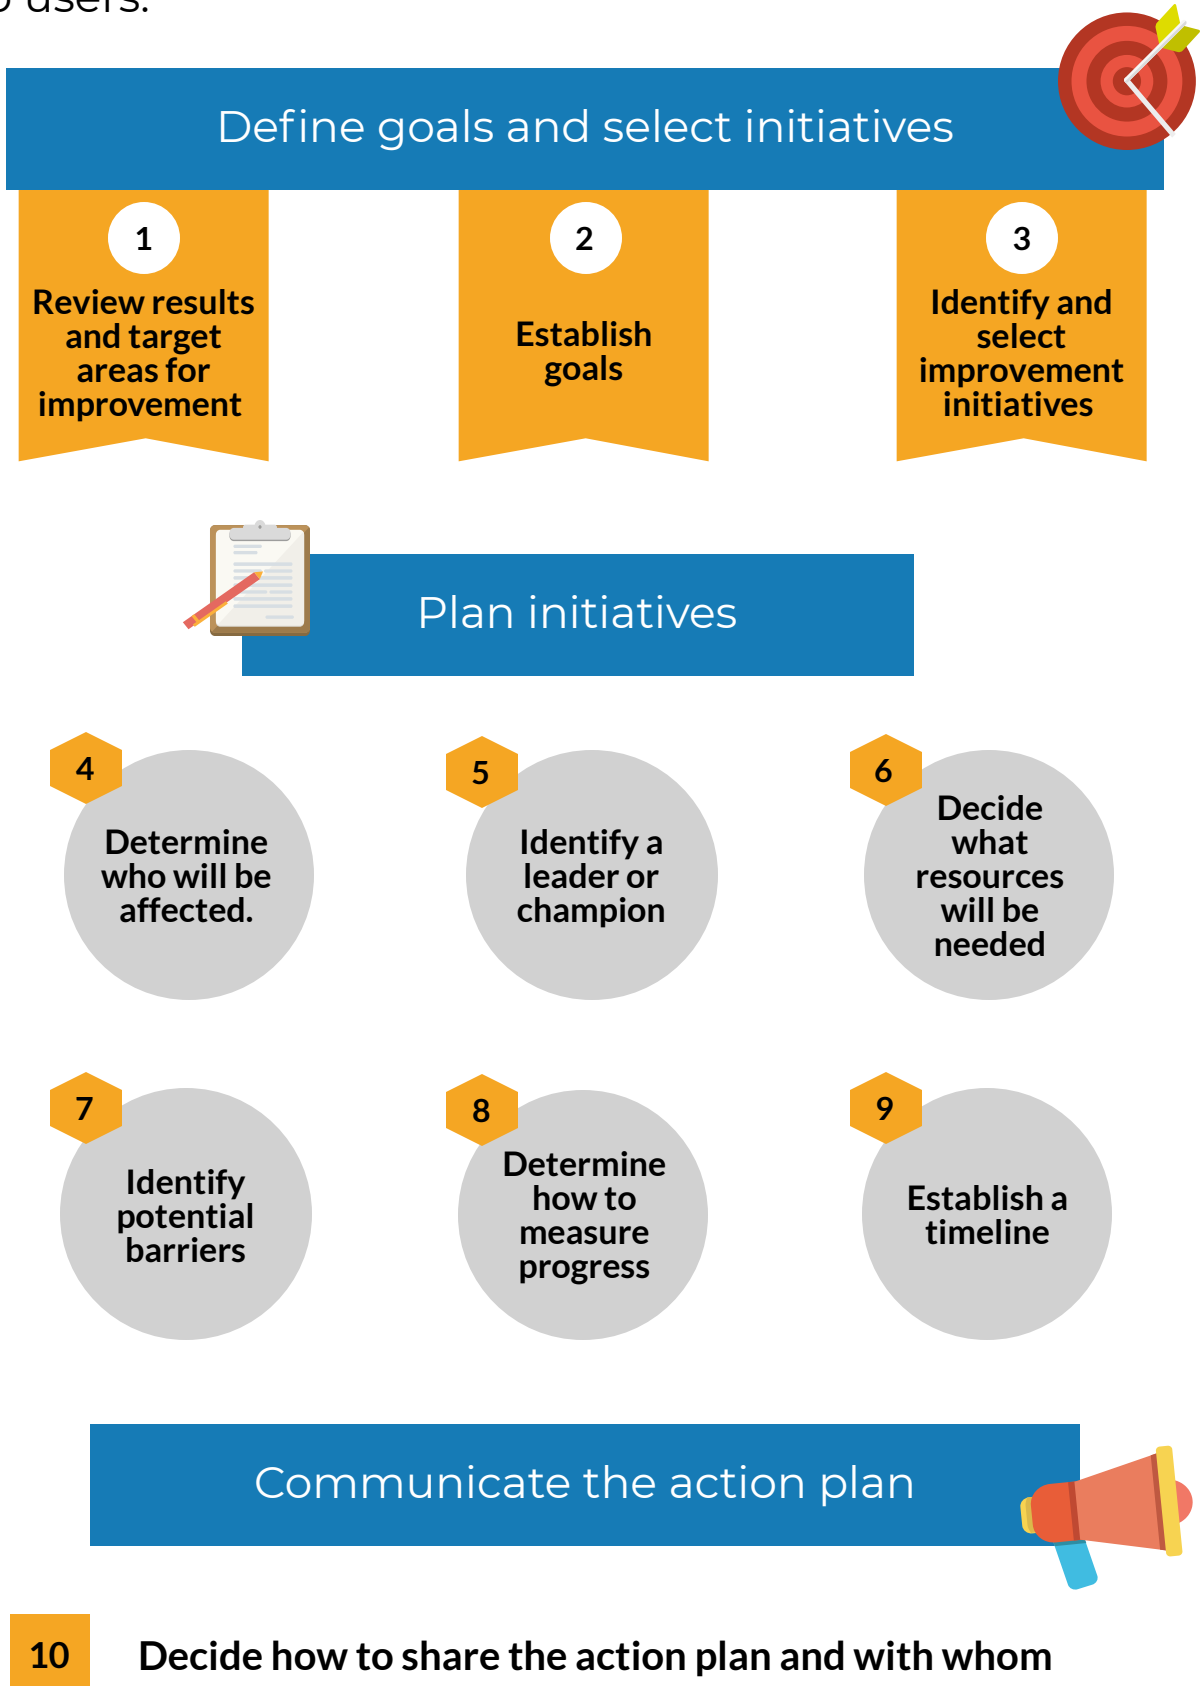 users.
Define goals and select initiatives
1
Review results
and target
areas for
improvement
2
Establish
goals
3
Identify and
select
improvement
initiatives
Plan initiatives
4
Determine
who will be
affected.
5
Identify a
leader or
champion
6
Decide
what
resources
will be
needed
7
Identify
potential
barriers
8
Determine
how to
measure
progress
9
Establish a
timeline
Communicate the action plan
10
Decide how to share the action plan and with whom